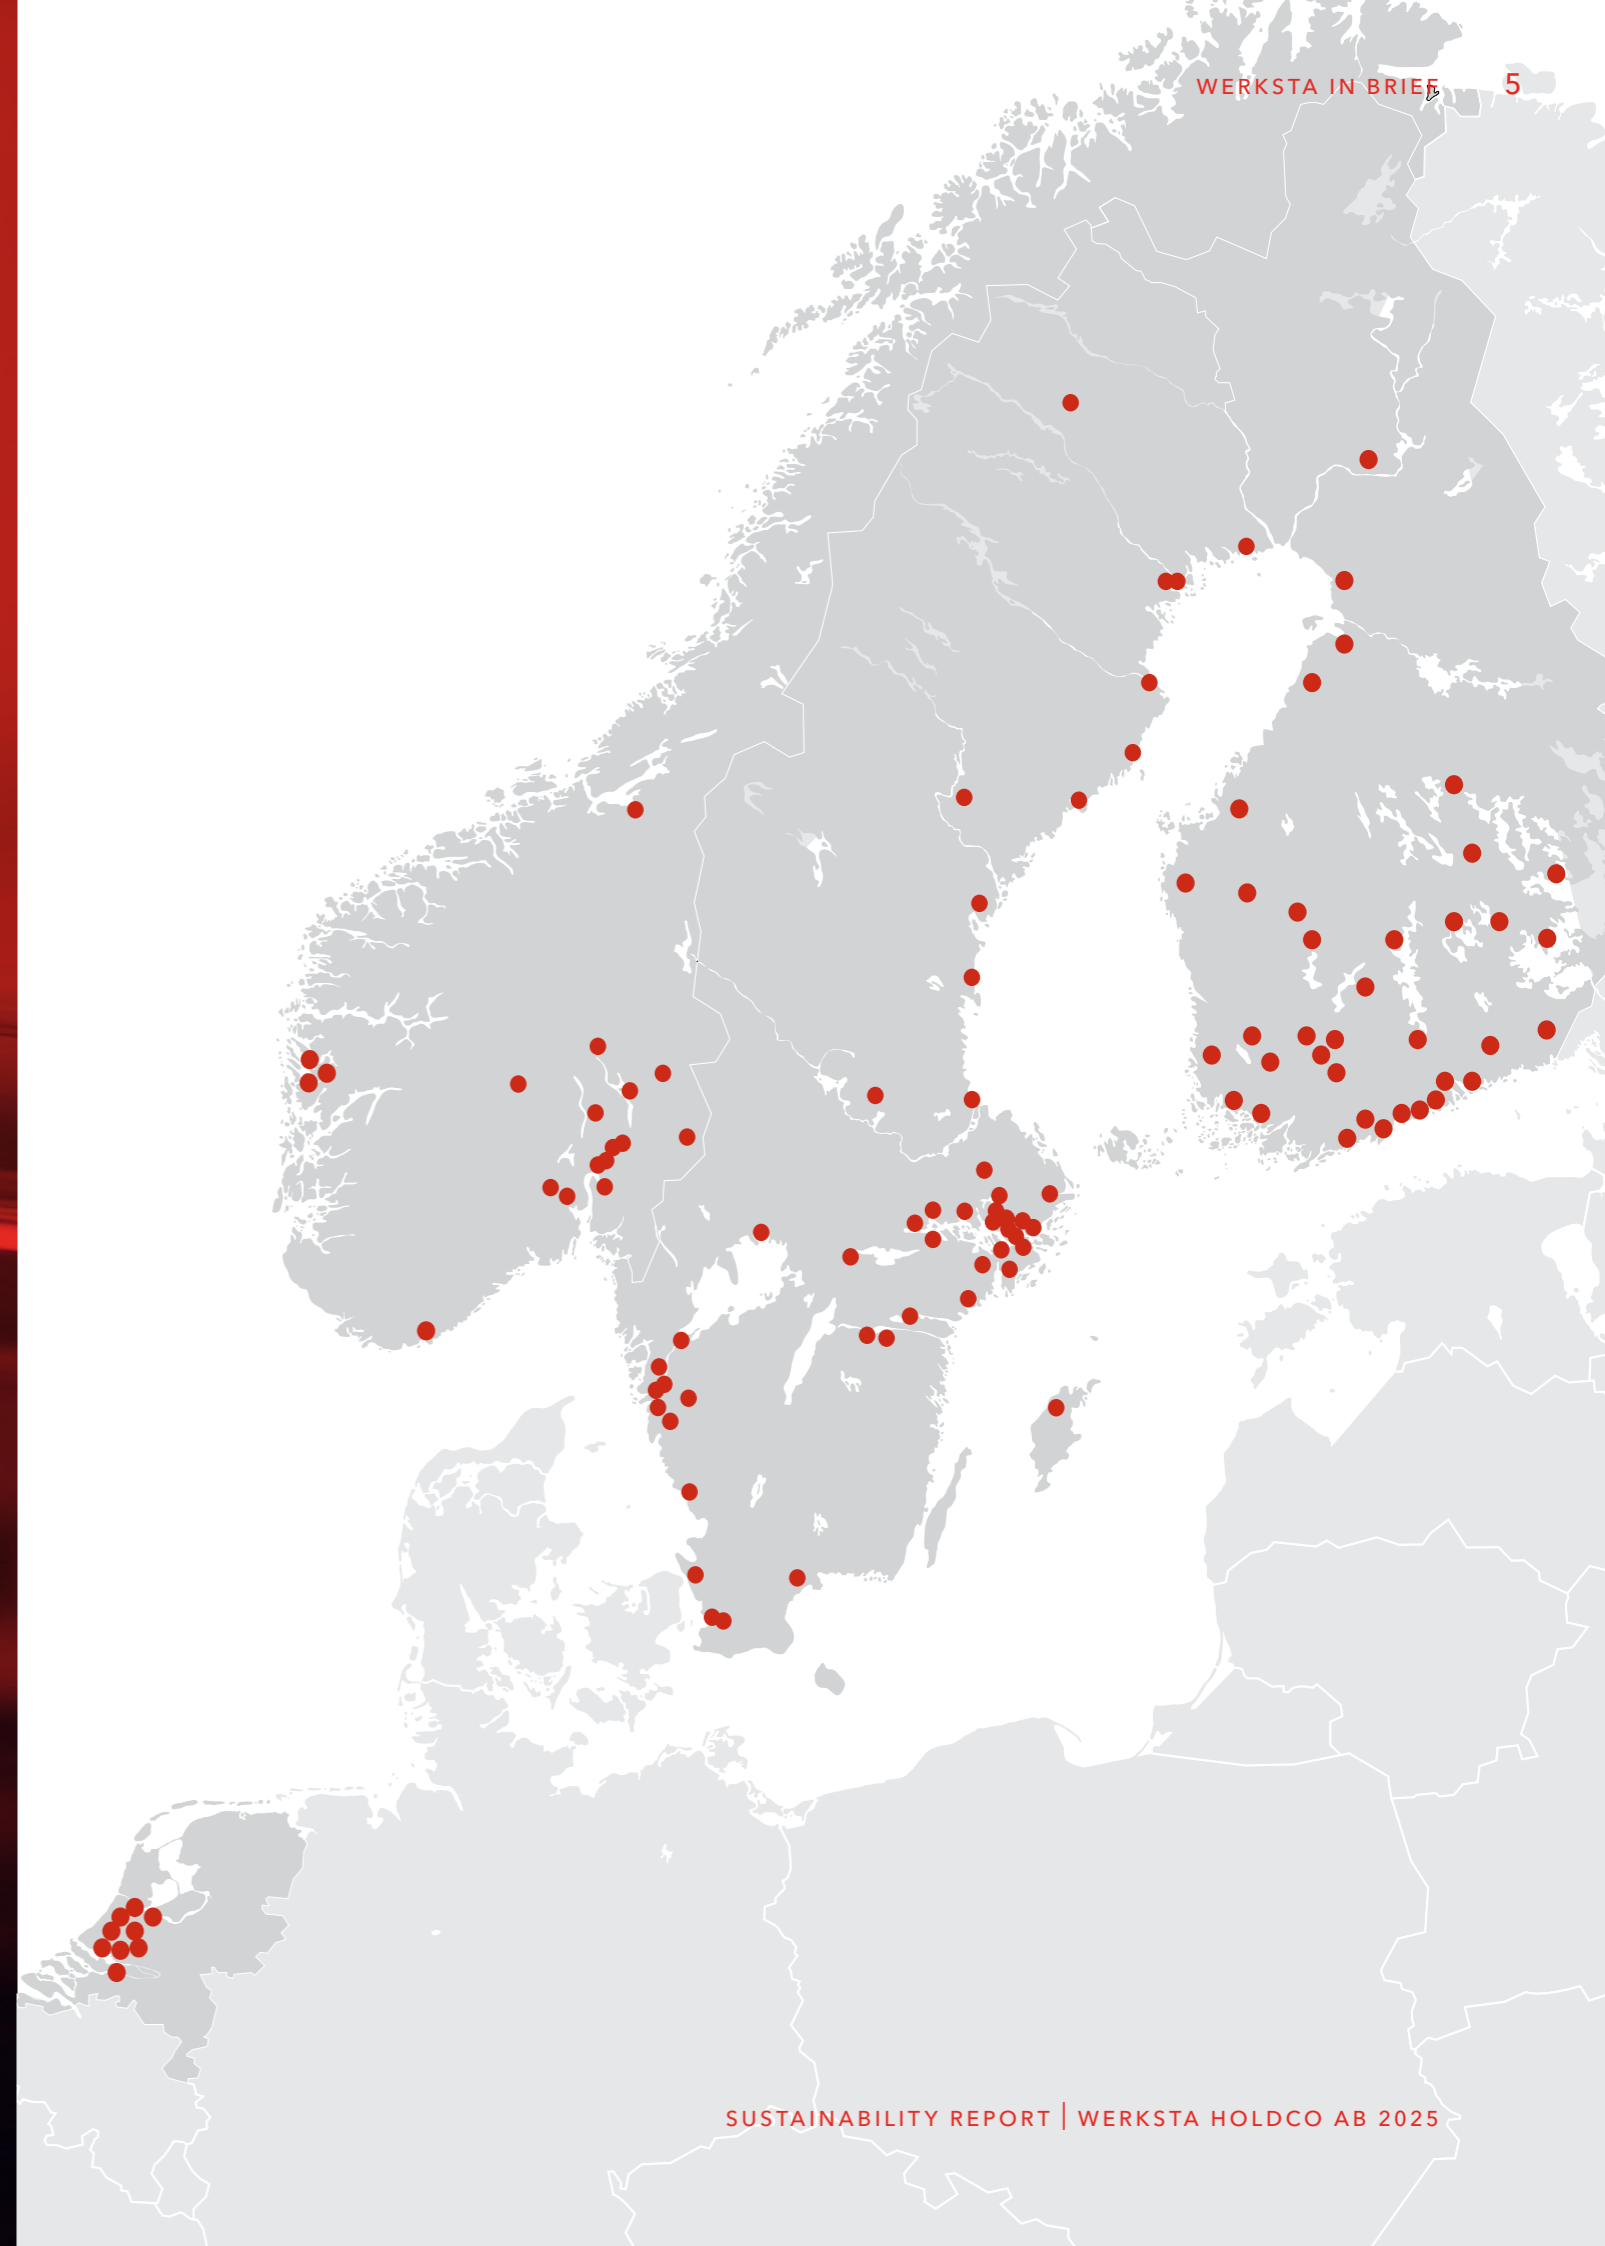 WERKSTA IN BRIEF 5
SUSTAINABILITY REPORT | WERKSTA HOLDCO AB 2025